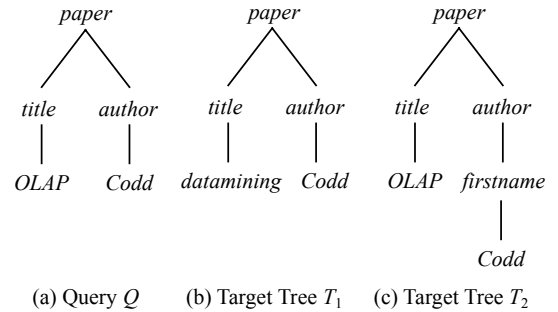 paper paper paper
title author title author title author
OLAP Codd datamining Codd OLAP firstname
Codd
(a) Query Q (b) Target Tree T1 (c) Target Tree T2